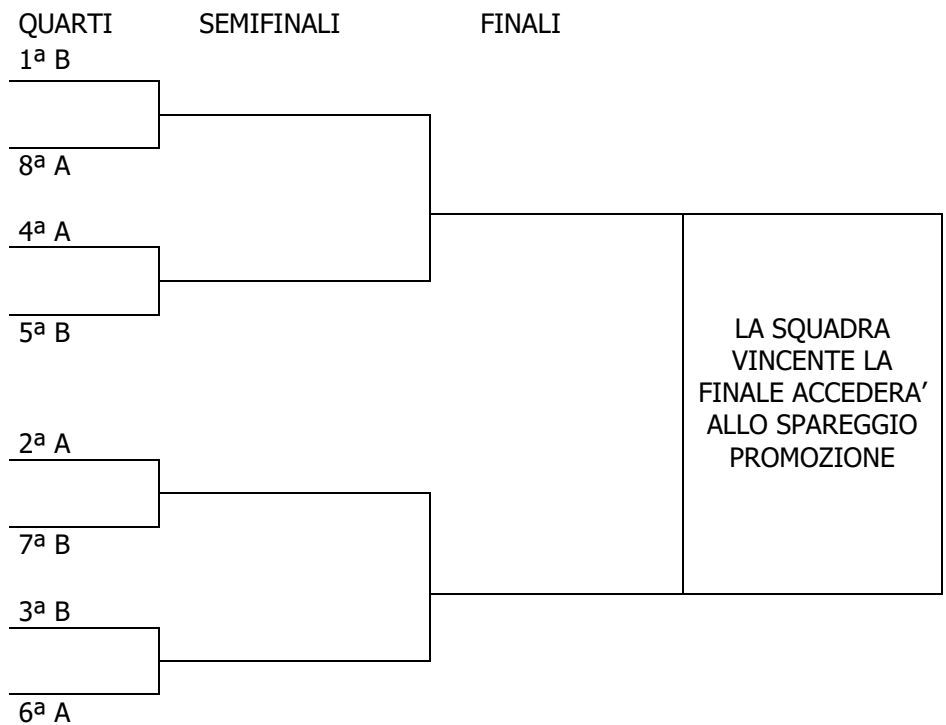 QUARTI SEMIFINALI FINALI
1ª B
8ª A
4ª A
5ª B
2ª A
7ª B
3ª B
6ª A
LA SQUADRA
VINCENTE LA
FINALE ACCEDERA’
ALLO SPAREGGIO
PROMOZIONE